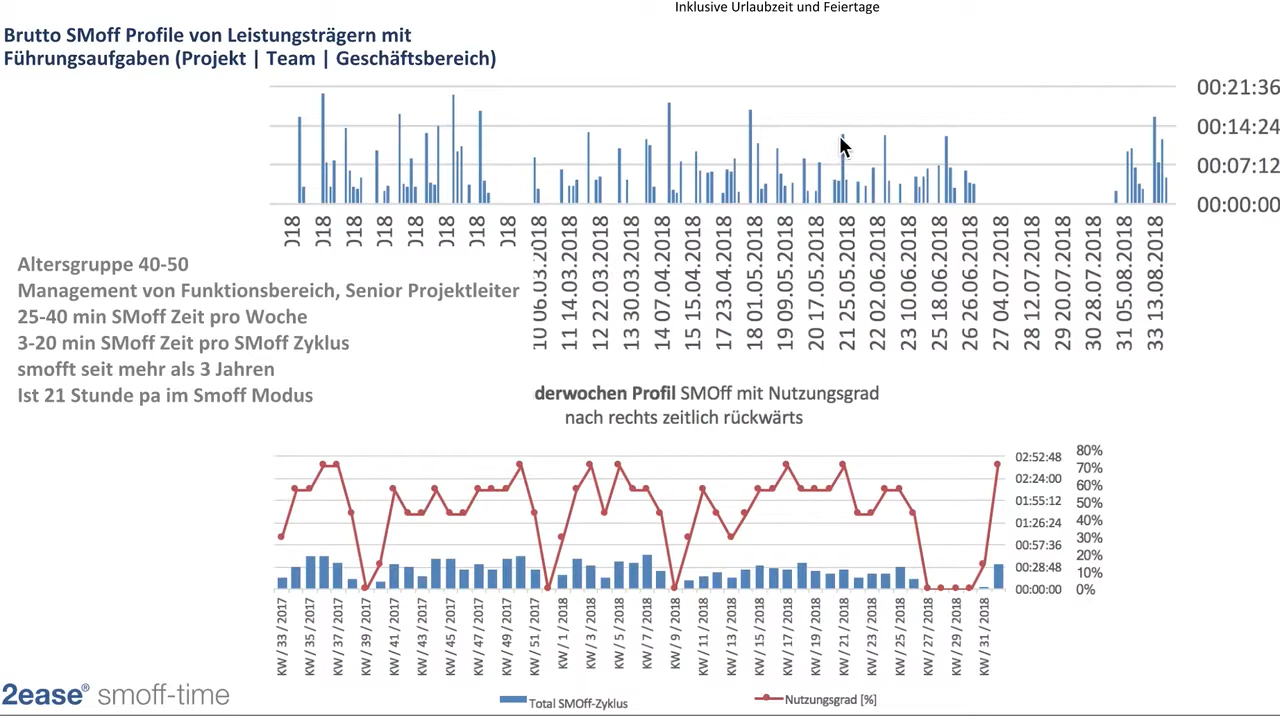 Inklusive Urlaubzeit und Feiertage
Brutto SMoff Profile von Leistungsträgern mit
Führungsaufgaben (Projekt | Team | Geschäftsbereich)
00:21:36
00:14:24
00:07:12
00:00:00
018
018
018
018
018
018
018
018
10 06.03.2018
11 14.03.2018
12 22.03.2018
13 30.03.2018
14 07.04.2018
15 15.04.2018
17 23.04.2018
18 01.05.2018
19 09.05.2018
20 17.05.2018
21 25.05.2018
22 02.06.2018
23 10.06.2018
25 18.06.2018
26 26.06.2018
27 04.07.2018
28 12.07.2018
29 20.07.2018
30 28.07.2018
31 05.08.2018
33 13.08.2018
Altersgruppe 40-50
Management von Funktionsbereich, Senior Projektleiter
25-40 min SMoff Zeit pro Woche
3-20 min SMoff Zeit pro SMoff Zyklus
smofft seit mehr als 3 Jahren
Ist 21 Stunde pa im Smoff Modus
derwochen Profil SMOff mit Nutzungsgrad
nach rechts zeitlich rückwärts
02:52:48
02:24:00
01:55:12
01:26:24
00:57:36
00:28:48
00:00:00
80%
70%
60%
50%
40%
30%
20%
10%
0%
KW / 33 / 2017
KW / 35 / 2017
KW / 37 / 2017
KW / 39 / 2017
KW / 41 / 2017
KW / 43 / 2017
KW / 45 / 2017
KW / 47 / 2017
KW / 49 / 2017
KW / 51 / 2017
KW / 1 / 2018
KW / 3 / 2018
KW / 5 / 2018
KW / 7 / 2018
KW / 9 / 2018
KW / 11 / 2018
KW / 13 / 2018
KW / 15 / 2018
KW / 17 / 2018
KW / 19 / 2018
KW / 21 / 2018
KW / 23 / 2018
KW / 25 / 2018
KW / 27 / 2018
KW / 29 / 2018
KW / 31 / 2018
Total SMOff-Zyklus
Nutzungsgrad [%]
2ease® smoff-time